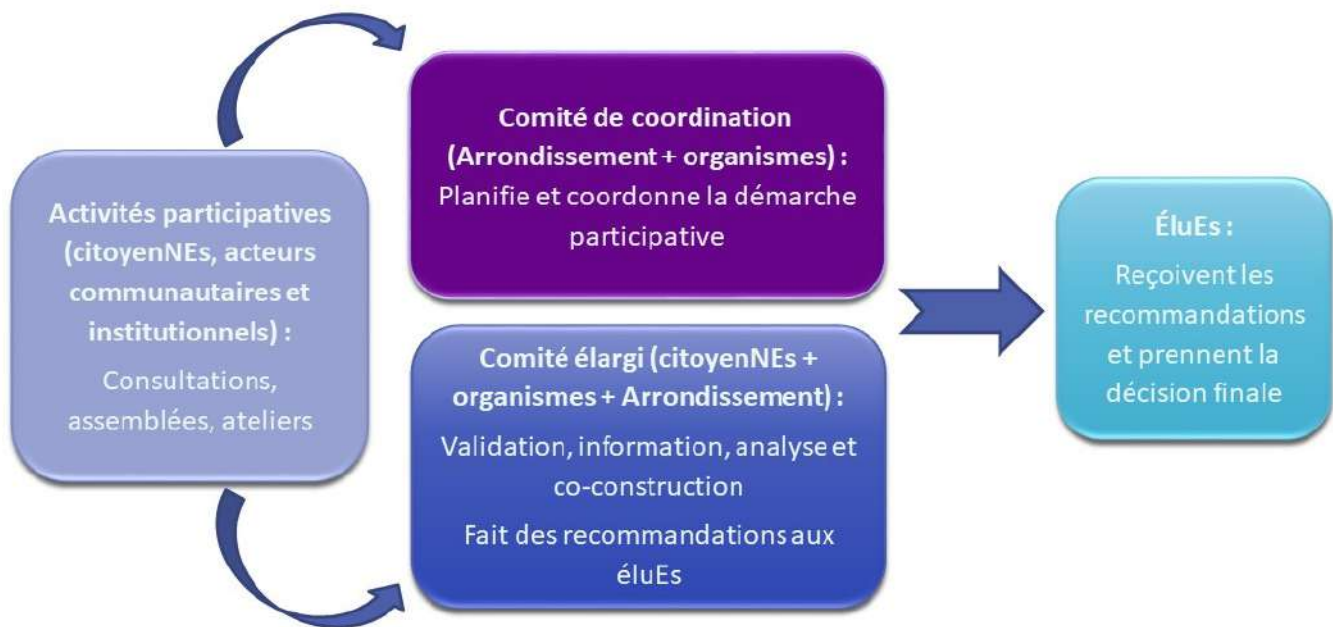 Activités participatives
(citoyenNEs, acteurs
communautaires et
institutionnels) :
Consultations,
assemblées, ateliers
Comité de coordination
(Arrondissement + organismes) :
Planifie et coordonne la démarche
participative
Comité élargi (citoyenNEs +
organismes + Arrondissement) :
Validation, information, analyse et
co-construction
Fait des recommandations aux
éluEs
ÉluEs :
Reçoivent les
recommandations
et prennent la
décision finale